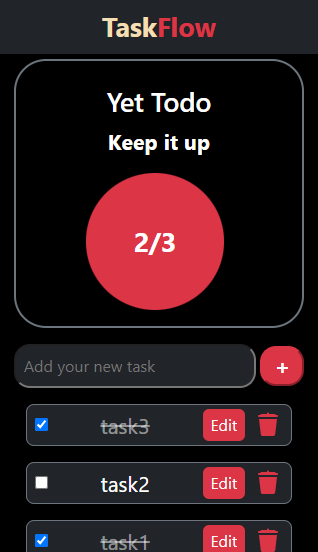 TaskFlow
Yet Todo
Keep it up
2/3
Add your new task
+
task3 Edit
task2 Edit
task1 Edit